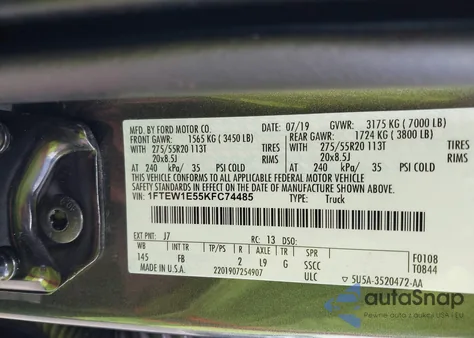 MFD. BY FORD MOTOR CO.
DATE: 07/19 GVWR: 3175 KG ( 7000 LB)
FRONT GAWR: 1565 KG ( 3450 LB) REAR GAWR: 1724 KG ( 3800 LB)
WITH 275/55R20 113T TIRES WITH 275/55R20 113T TIRES
20x8.5J RIMS 20x8.5J RIMS
AT 240 kPa/ 35 PSI COLD AT 240 kPa/ 35 PSI COLD
THIS VEHICLE CONFORMS TO ALL APPLICABLE FEDERAL MOTOR VEHICLE
SAFETY STANDARDS IN EFFECT ON THE DATE OF MANUFACTURE SHOWN ABOVE.
VIN: 1FTEW1E55KFC74485 TYPE: Truck
EXT PNT: J7 RC: 13 DSO: F0108
WB INT TR TP/PS R AXLE TR SPR T0B44
145 FB 2 L9 G SSCC
MADE IN U.S.A. 2201907254907 ULC 5U5A-3520472-AA
autoSnap